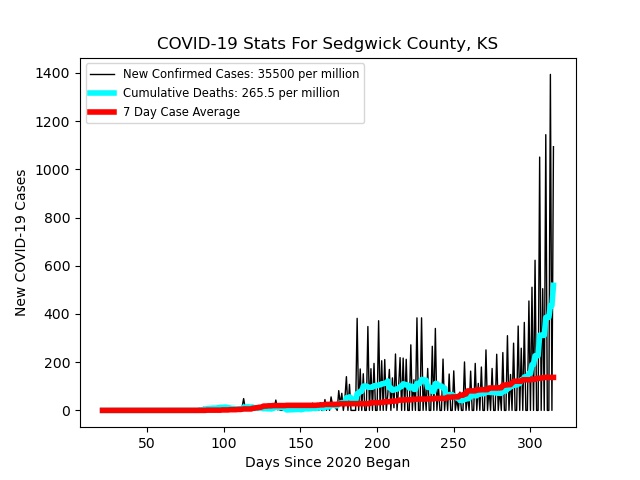 COVID-19 Stats For Sedgwick County, KS
New Confirmed Cases: 35500 per million
Cumulative Deaths: 265.5 per million
7 Day Case Average
1400
1200
1000
800
600
400
200
0
New COVID-19 Cases
50 100 150 200 250 300
Days Since 2020 Began